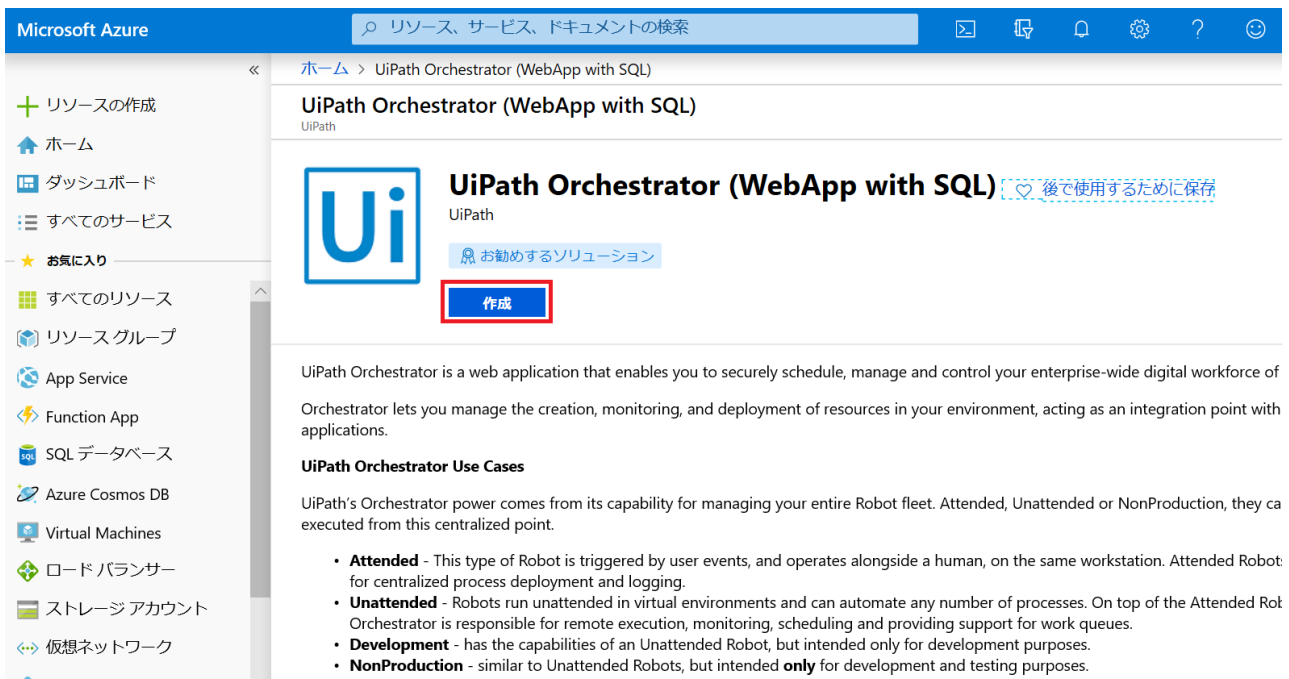 Microsoft Azure
リソース、サービス、ドキュメントの検索
«
リソースの作成
ホーム
ダッシュボード
すべてのサービス
お気に入り
すべてのリソース
リソース グループ
App Service
Function App
SQL データベース
Azure Cosmos DB
Virtual Machines
ロード バランサー
ストレージ アカウント
仮想ネットワーク
ホーム > UiPath Orchestrator (WebApp with SQL)
UiPath Orchestrator (WebApp with SQL)
UiPath
Ui
UiPath Orchestrator (WebApp with SQL) 後で使用するために保存
UiPath
お勧めするソリューション
作成
UiPath Orchestrator is a web application that enables you to securely schedule, manage and control your enterprise-wide digital workforce of
Orchestrator lets you manage the creation, monitoring, and deployment of resources in your environment, acting as an integration point with
applications.
UiPath Orchestrator Use Cases
UiPath's Orchestrator power comes from its capability for managing your entire Robot fleet. Attended, Unattended or NonProduction, they ca
executed from this centralized point.
• Attended - This type of Robot is triggered by user events, and operates alongside a human, on the same workstation. Attended Robots
for centralized process deployment and logging.
• Unattended - Robots run unattended in virtual environments and can automate any number of processes. On top of the Attended Rob
Orchestrator is responsible for remote execution, monitoring, scheduling and providing support for work queues.
• Development - has the capabilities of an Unattended Robot, but intended only for development purposes.
• NonProduction - similar to Unattended Robots, but intended only for development and testing purposes.